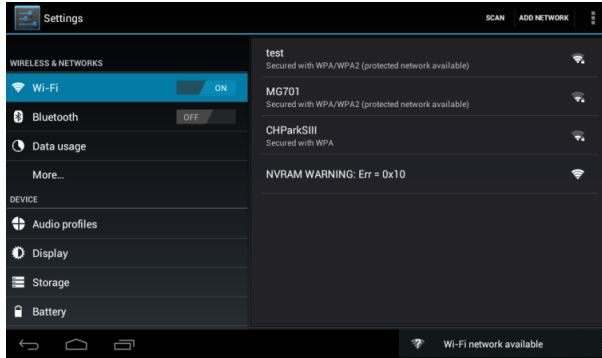 Settings
SCAN ADD NETWORK
WIRELESS & NETWORKS
Wi-Fi ON
Bluetooth OFF
Data usage
More...
DEVICE
Audio profiles
Display
Storage
Battery
test
Secured with WPA/WPA2 (protected network available)
MG701
Secured with WPA/WPA2 (protected network available)
CHParkSIII
Secured with WPA
NVRAM WARNING: Err = 0x10
Wi-Fi network available